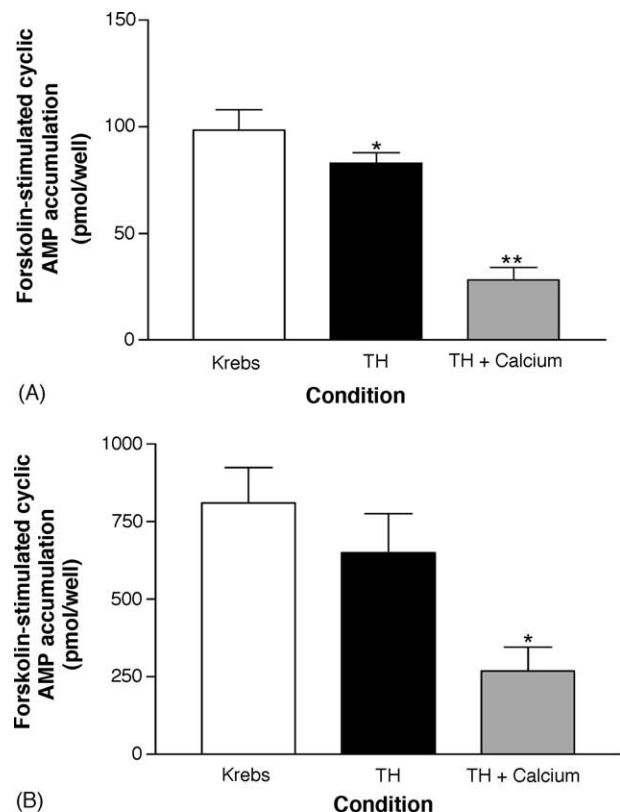 150
100
50
0
Forskolin-stimulated cyclic
AMP accumulation
(pmol/well)
*
**
Krebs TH TH + Calcium
(A) Condition
1000
750
500
250
0
Forskolin-stimulated cyclic
AMP accumulation
(pmol/well)
*
Krebs TH TH + Calcium
(B) Condition